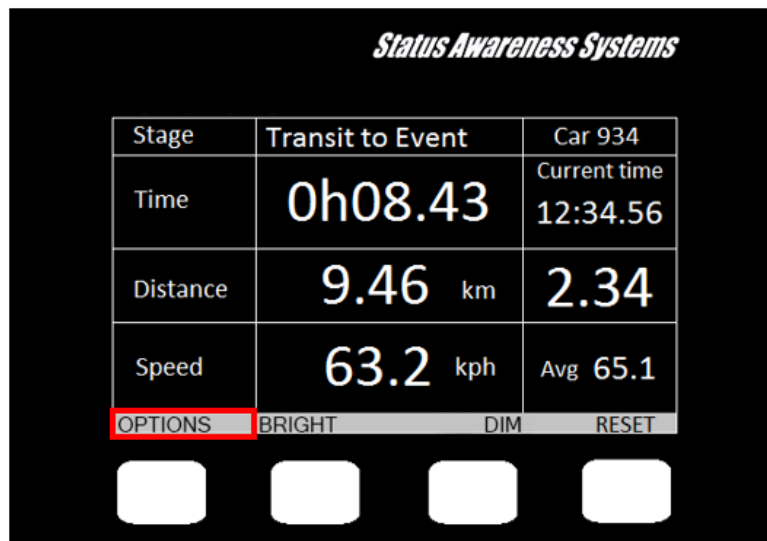 Status Awareness Systems
Stage Transit to Event Car 934
Current time
Time 0h08.43 12:34.56
Distance 9.46 km 2.34
Speed 63.2 kph Avg 65.1
OPTIONS BRIGHT DIM RESET